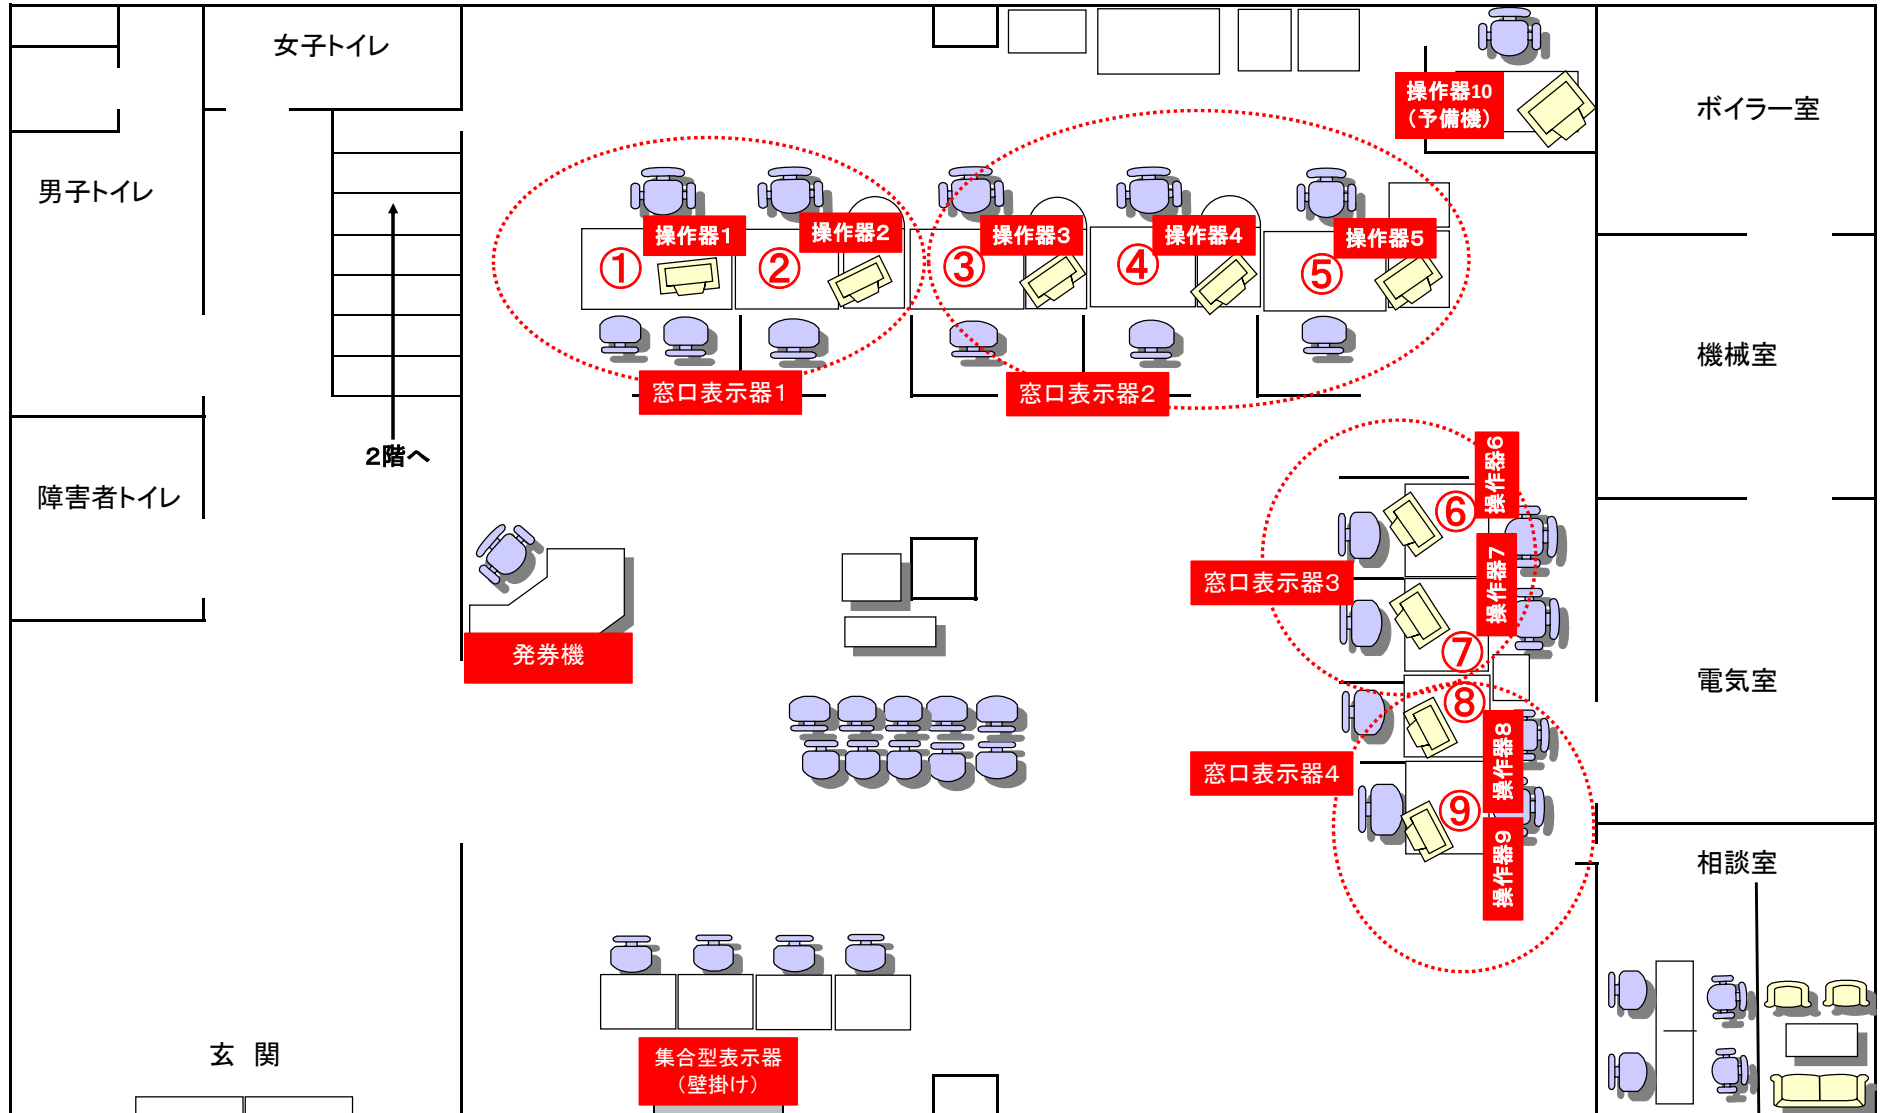 女子トイレ
操作器10
（予備機）
ボイラー室
男子トイレ
操作器1
操作器2
操作器3
操作器4
操作器5
①
②
③
④
⑤
機械室
窓口表示器1
窓口表示器2
2階へ
障害者トイレ
操作器6
⑥
窓口表示器3
操作器7
⑦
発券機
電気室
⑧
操作器8
窓口表示器4
⑨
操作器9
相談室
玄 関
集合型表示器
（壁掛け）